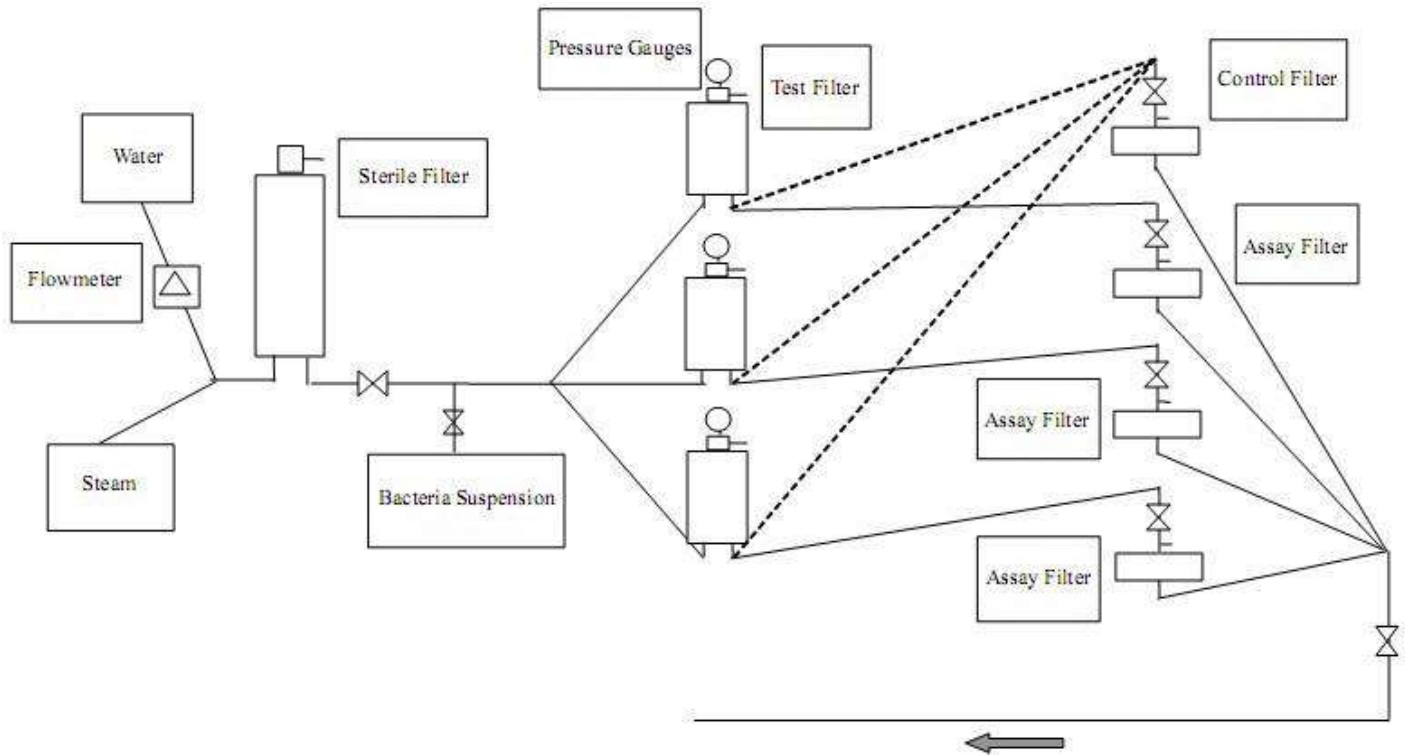 Pressure Gauges
Test Filter
Control Filter
Water
Sterile Filter
Assay Filter
Flowmeter
Assay Filter
Steam
Bacteria Suspension
Assay Filter